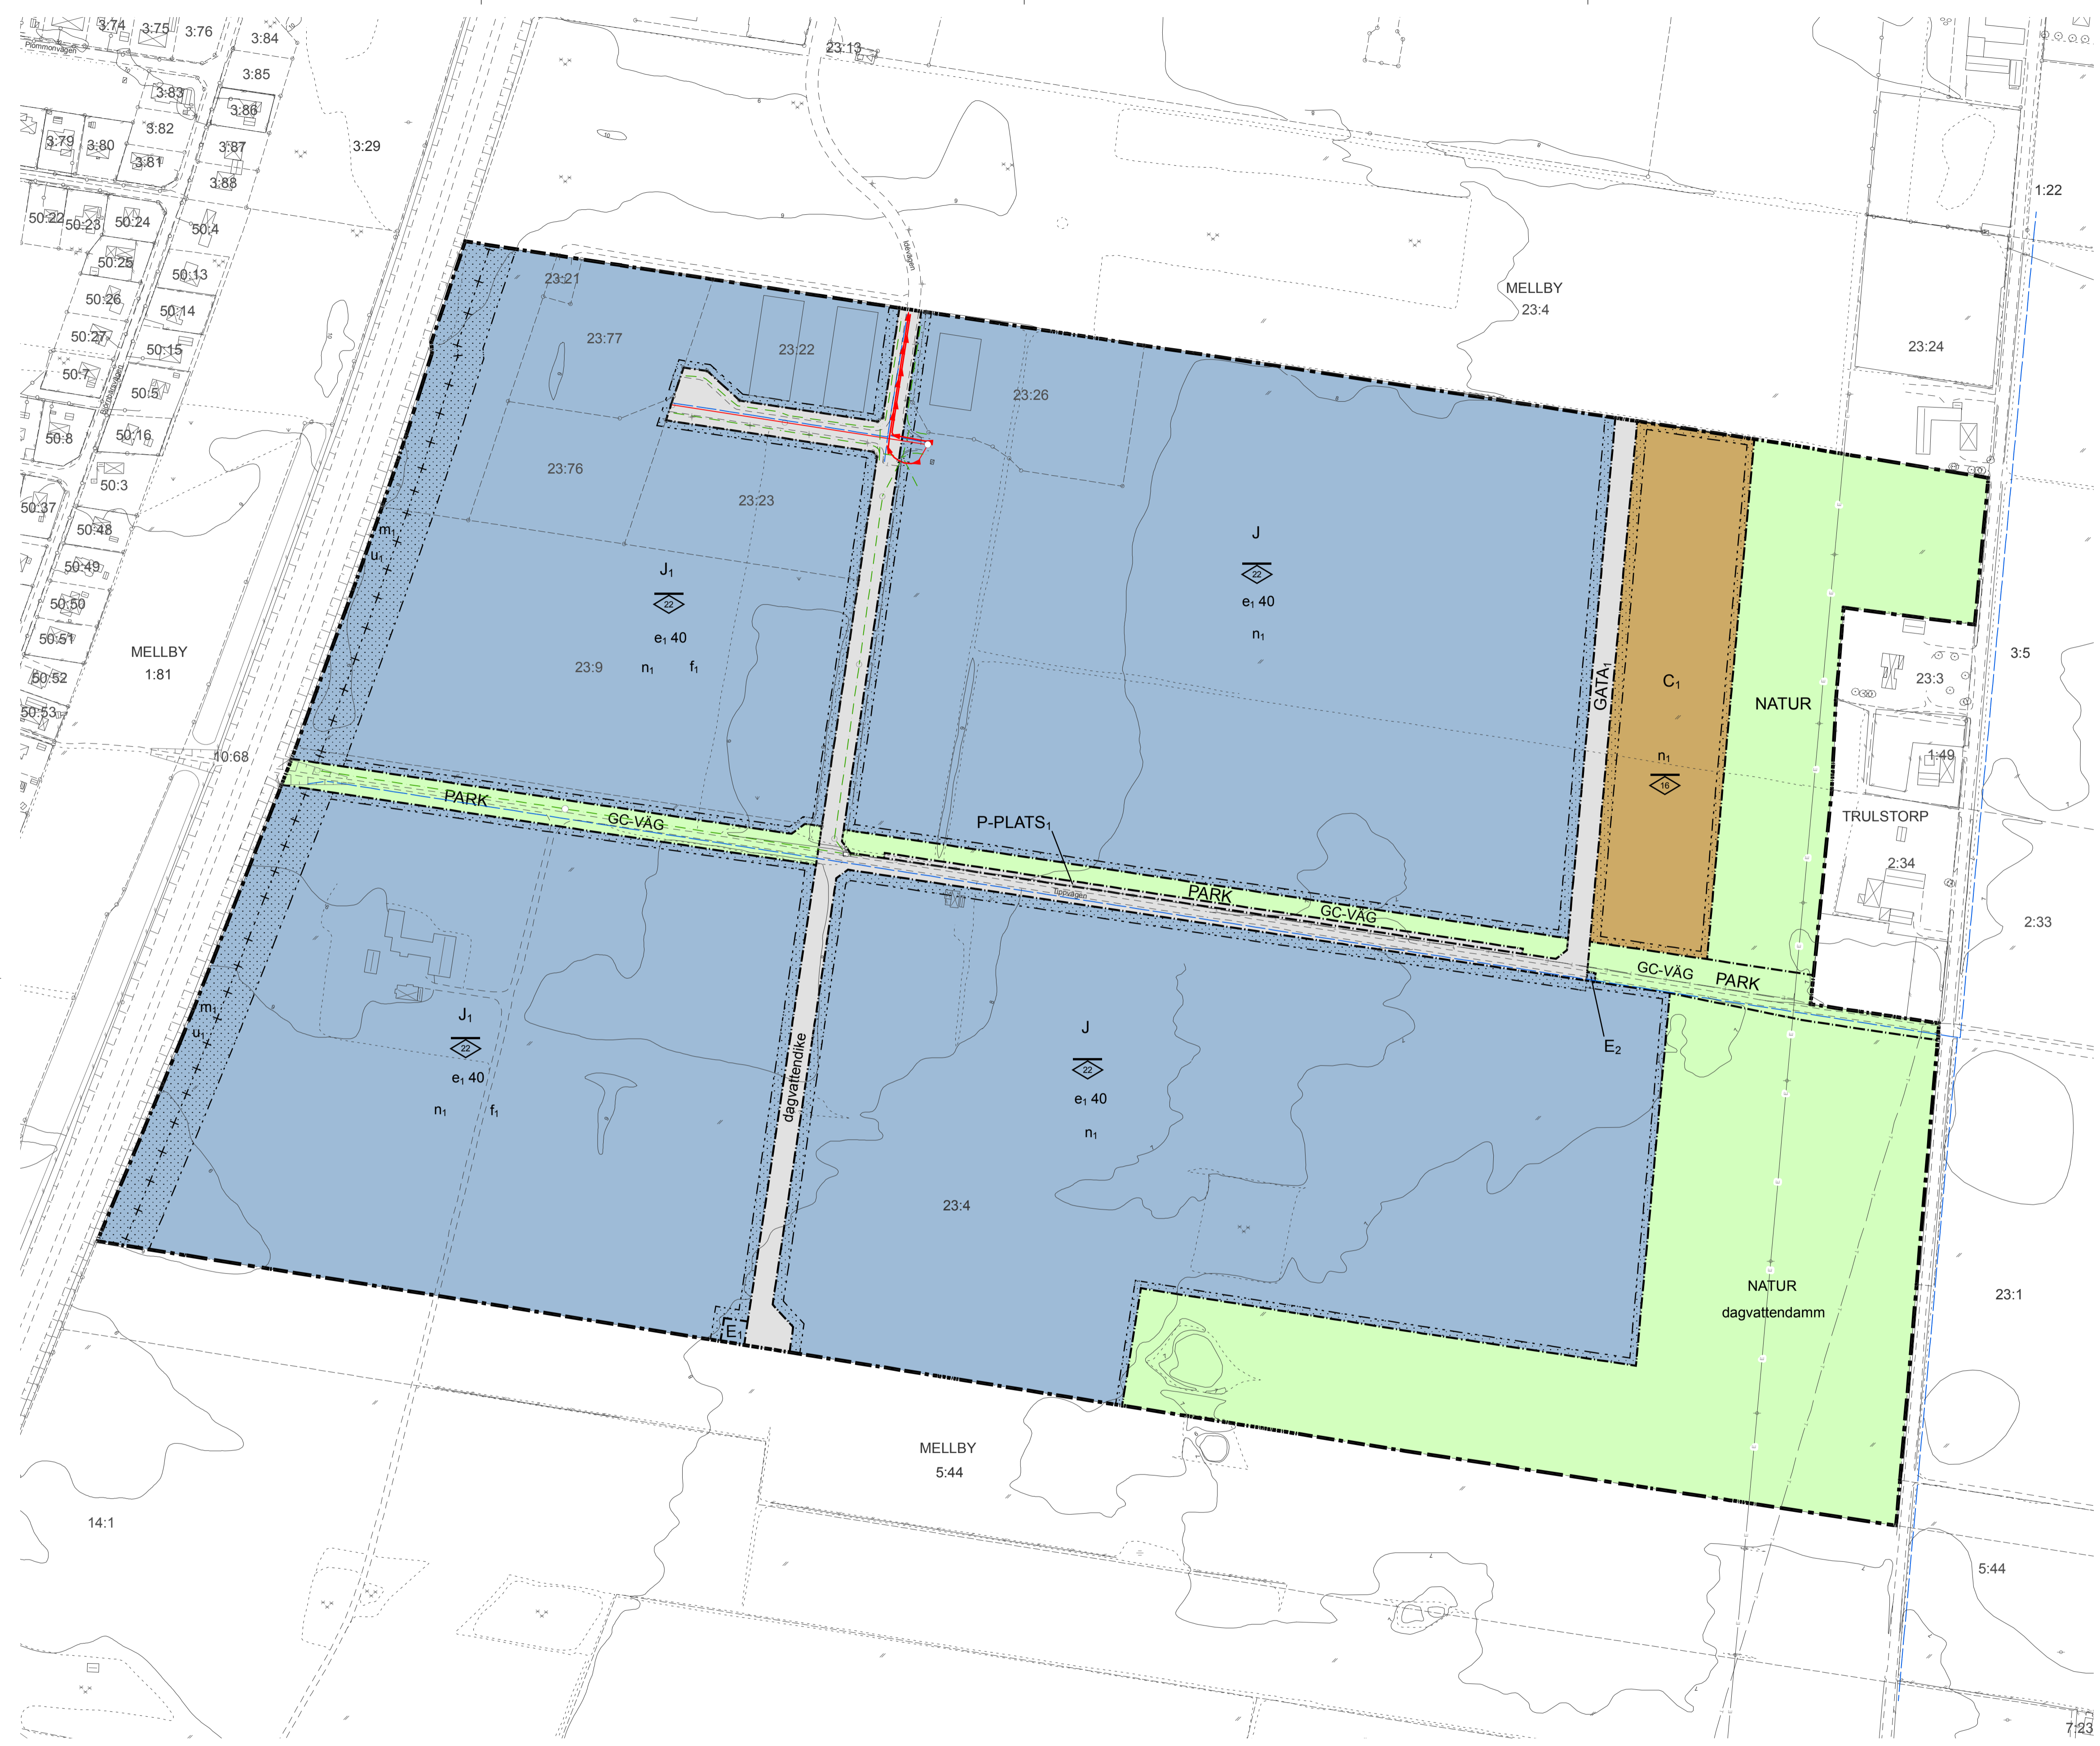 3:74
3:75
3:76
Plommonvägen
3:84
3:85
3:83
3:86
3:82
3:79
3:80
3:81
3:87
3:88
3:29
23:13
1:22
50:22
50:23
50:24
50:4
50:25
50:13
50:26
50:14
50:27
50:15
50:7
50:5
50:8
50:16
50:3
50:37
50:48
50:49
50:50
50:51
50:52
50:53
MELLBY
1:81
10:68
Idévägen
23:21
23:77
23:22
23:26
23:76
23:23
MELLBY
23:4
23:24
m₁
u₁
J₁
22
e₁ 40
n₁ f₁
23:9
J
22
e₁ 40
n₁
GATA₁
C₁
n₁
16
NATUR
3:5
23:3
1:49
TRULSTORP
2:34
2:33
PARK
GC-VÄG
P-PLATS₁
Tippvägen
PARK
GC-VÄG
GC-VÄG
PARK
E₂
m₁
u₁
J₁
22
e₁ 40
n₁ f₁
dagvattendike
J
22
e₁ 40
n₁
23:4
E₁
NATUR
dagvattendamm
23:1
MELLBY
5:44
14:1
5:44
7:23